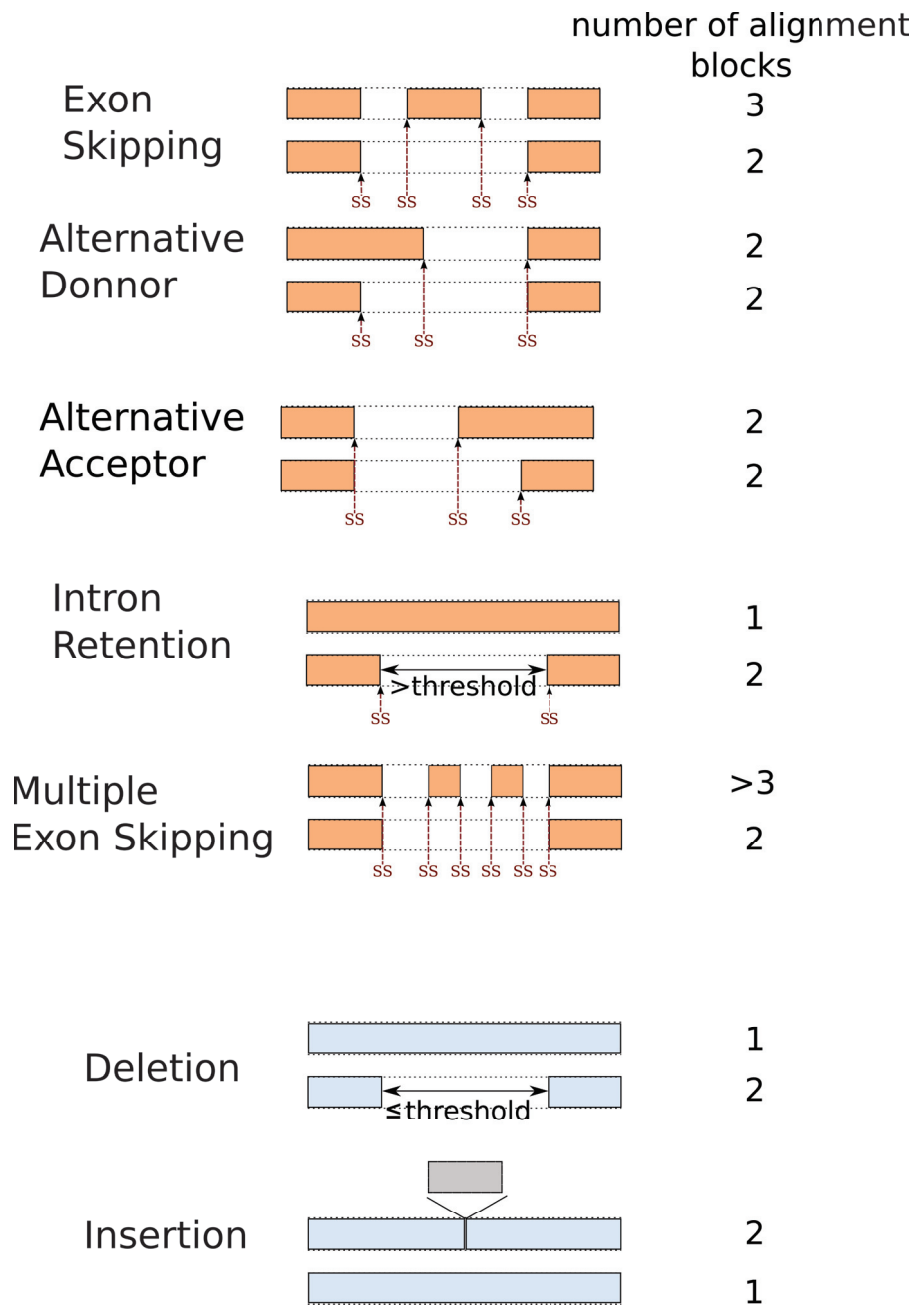 number of alignment
blocks
Exon
Skipping
3
2
SS SS SS SS
Alternative
Donnor
2
2
SS SS SS
Alternative
Acceptor
2
2
SS SS SS
Intron
Retention
1
2
>threshold
SS SS
Multiple
Exon Skipping
>3
2
SS SS SS SS SS SS
Deletion
1
2
≤threshold
Insertion
2
1